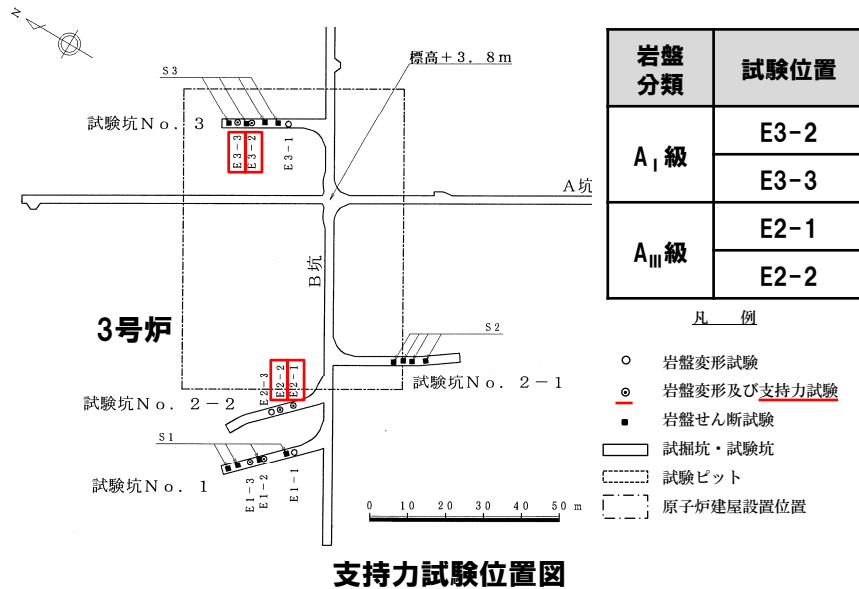 N
S3
標高＋3．8m
試験坑No．3
E3-3
E3-2
E3-1
A坑
B坑
3号炉
S2
試験坑No．2-1
E2-3
E2-2
E2-1
試験坑No．2-2
S1
試験坑No．1
E1-3
E1-2
E1-1
0 10 20 30 40 50 m
岩盤分類 試験位置
AⅠ級 E3-2
E3-3
AⅢ級 E2-1
E2-2
凡 例
岩盤変形試験
岩盤変形及び支持力試験
岩盤せん断試験
試掘坑・試験坑
試験ピット
原子炉建屋設置位置
支持力試験位置図